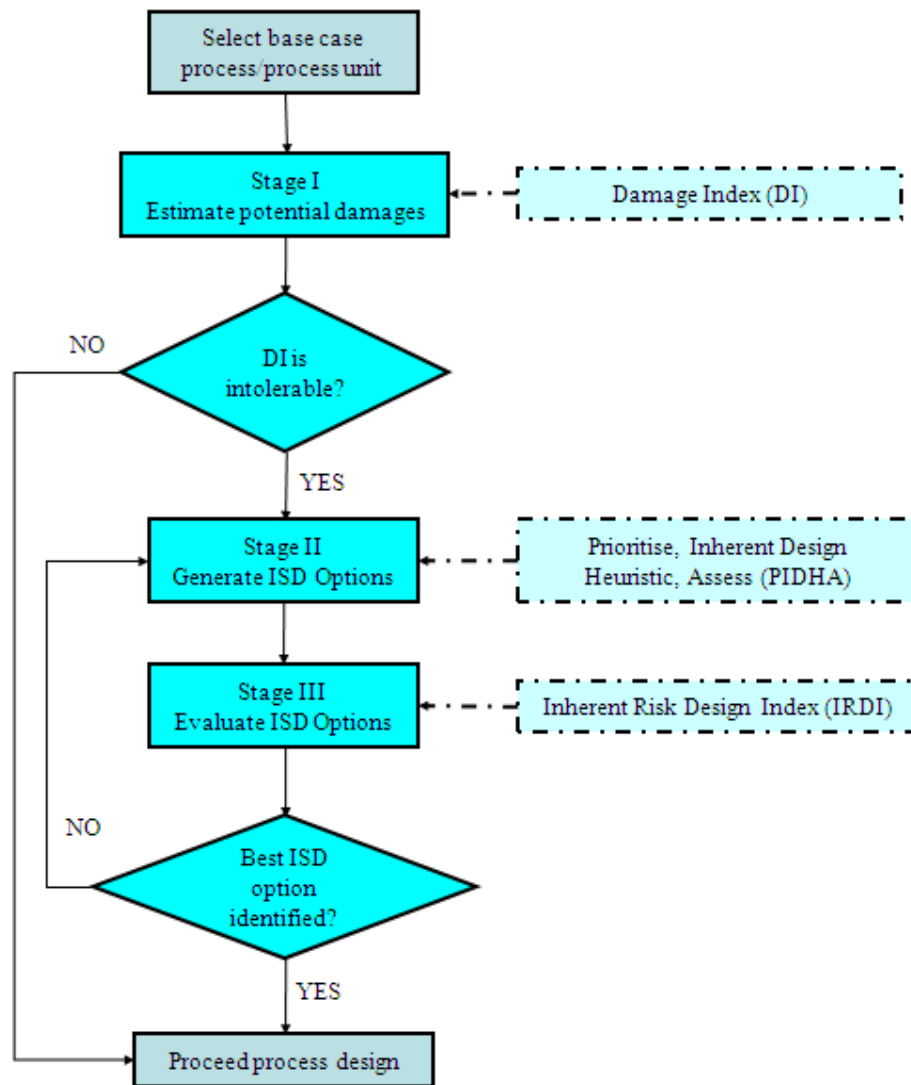 Select base case
process/process unit
Stage I
Estimate potential damages
Damage Index (DI)
NO
DI is
intolerable?
YES
Stage II
Generate ISD Options
Prioritise, Inherent Design
Heuristic, Assess (PIDHA)
Stage III
Evaluate ISD Options
Inherent Risk Design Index (IRDI)
NO
Best ISD
option
identified?
YES
Proceed process design